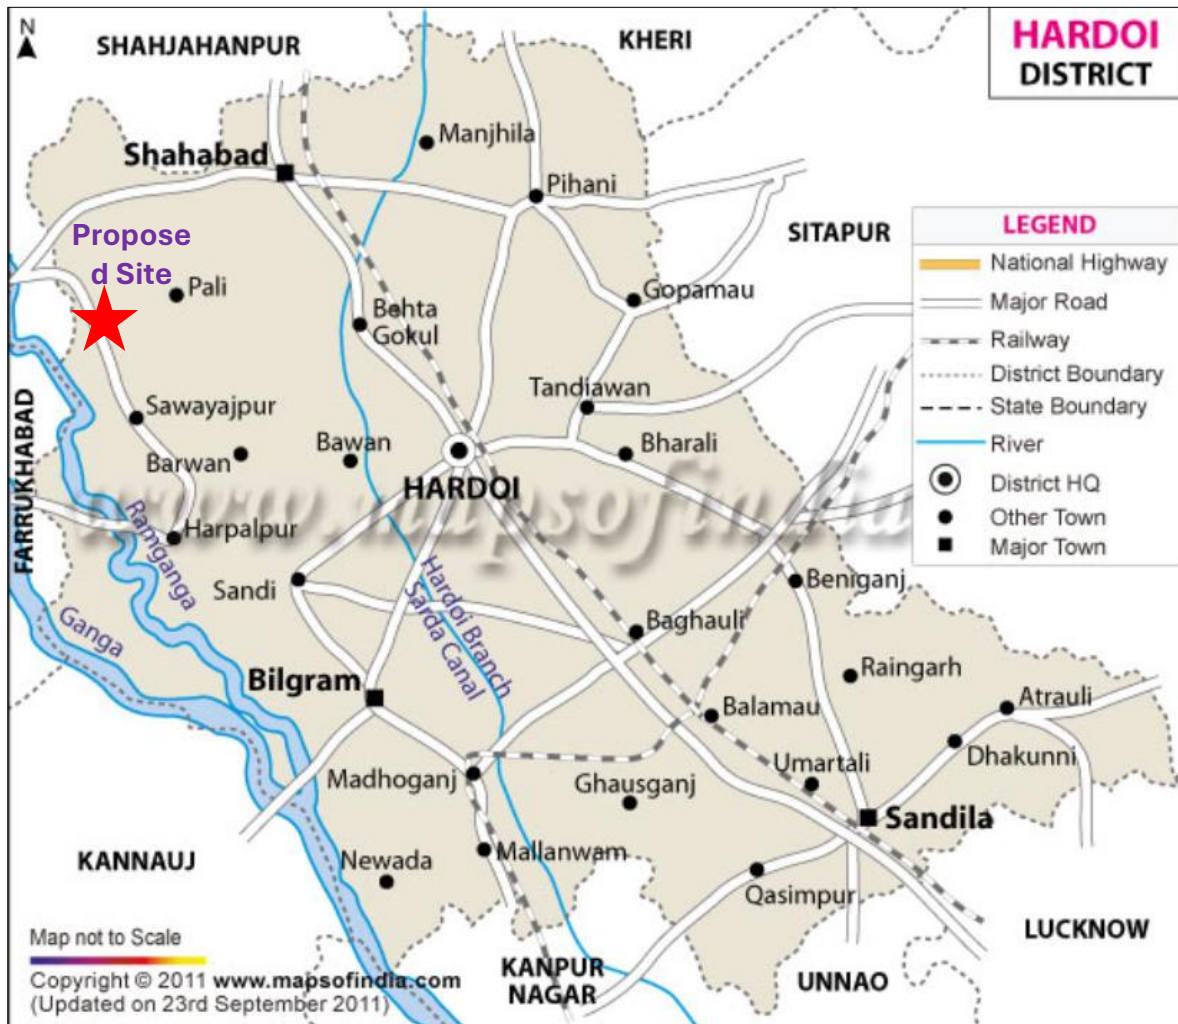 N
SHAHJAHANPUR
KHERI
HARDOI
DISTRICT
Manjhila
Shahabad
Pihani
Propose
d Site
SITAPUR
LEGEND
National Highway
Major Road
Railway
District Boundary
State Boundary
River
District HQ
Other Town
Major Town
Pali
Gopamau
Behta
Gokul
Tandiawan
FARRUKHABAD
Sawayajpur
Bawan
Bharali
Barwan
HARDOI
www.mapsofindia
Ramganga
Harpalpur
Sandi
Hardoi Branch
Sarda Canal
Beniganj
Ganga
Baghauli
Raingarh
Bilgram
Atrauli
Balamau
Dhakunni
Umartali
Madhoganj
Ghausganj
Sandila
KANNAUJ
Newada
Mallanwam
Qasimpur
LUCKNOW
Map not to Scale
KANPUR
NAGAR
UNNAO
Copyright © 2011 www.mapsofindia.com
(Updated on 23rd September 2011)